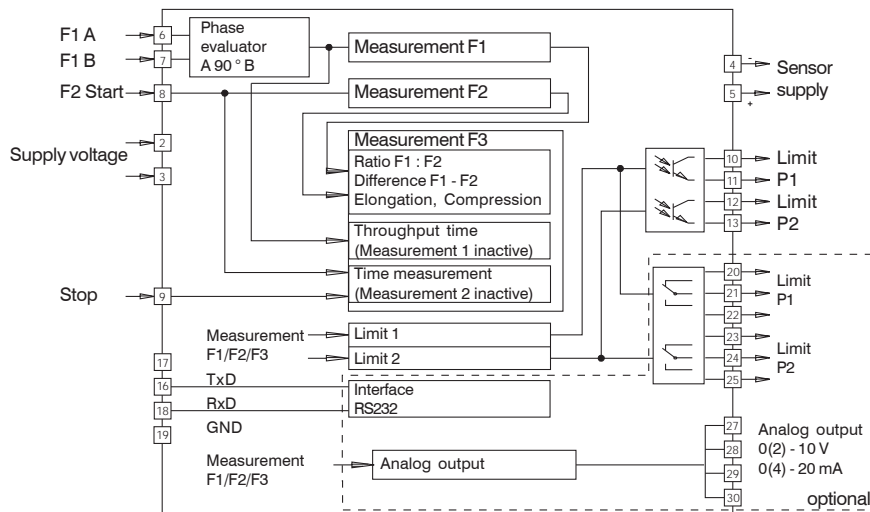 F1 A
6
Phase
evaluator
A 90 ° B
F1 B
7
F2 Start
8
Measurement F1
Measurement F2
4
-
Sensor
supply
5
+
Supply voltage
2
3
Measurement F3
Ratio F1 : F2
Difference F1 - F2
Elongation, Compression
Throughput time
(Measurement 1 inactive)
Time measurement
(Measurement 2 inactive)
Stop
9
10
Limit
11
P1
12
Limit
13
P2
20
Limit
21
P1
22
23
Limit
24
P2
25
Measurement
F1/F2/F3
Limit 1
Limit 2
17
TxD
16
RxD
18
GND
19
Interface
RS232
Measurement
F1/F2/F3
Analog output
27
Analog output
28
0(2) - 10 V
29
0(4) - 20 mA
30
optional